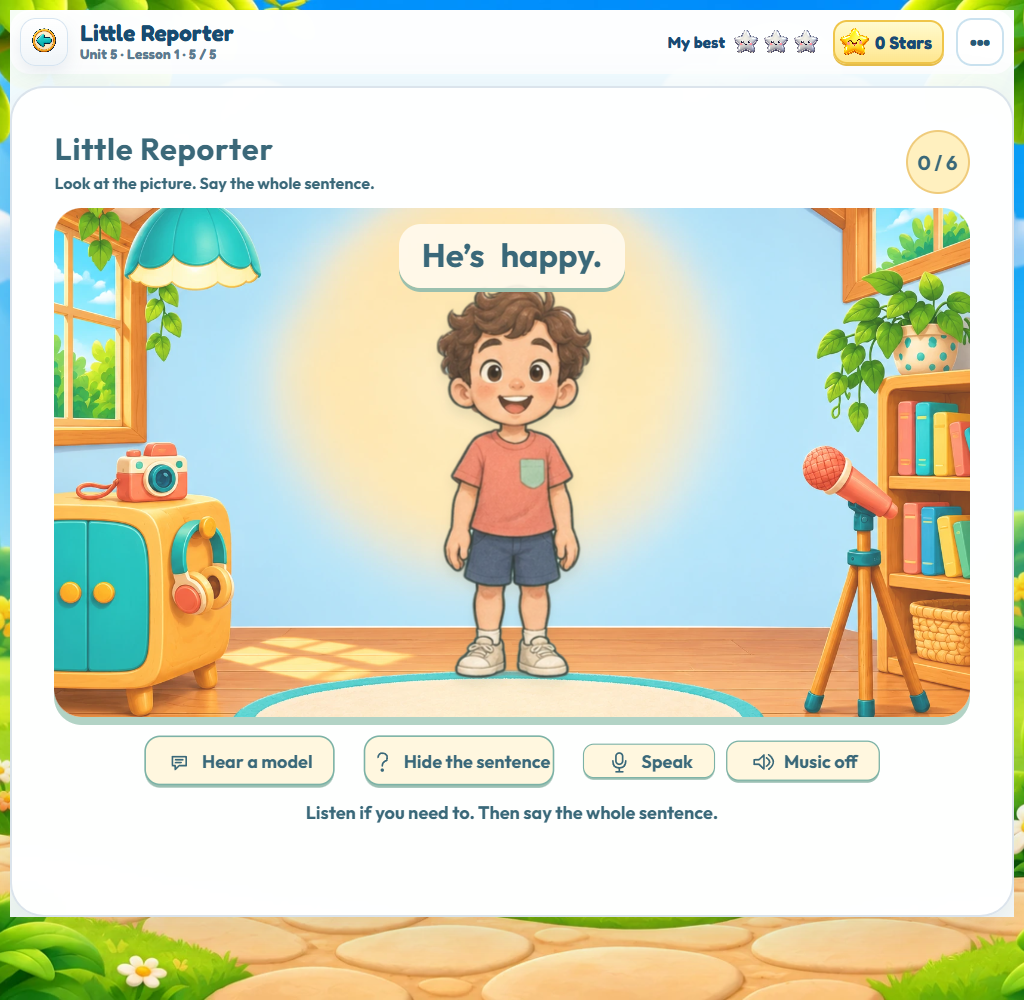 Little Reporter
Unit 5 · Lesson 1 · 5 / 5
My best
0 Stars
Little Reporter
Look at the picture. Say the whole sentence.
0 / 6
He’s happy.
Hear a model
Hide the sentence
Speak
Music off
Listen if you need to. Then say the whole sentence.